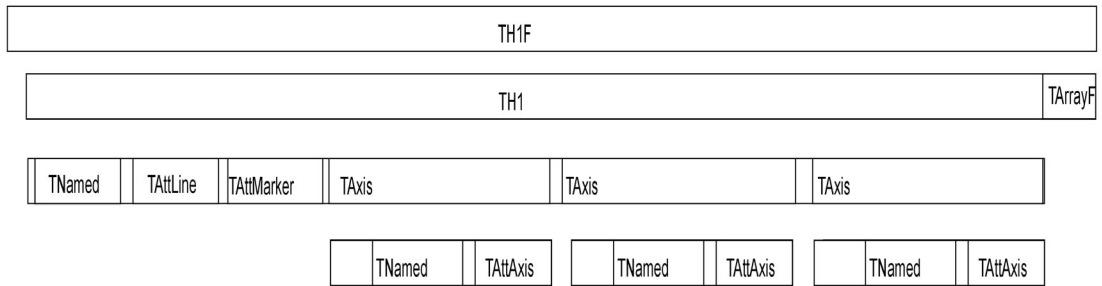 TH1F
TH1 TArrayF
TNamed TAttLine TAttMarker TAxis TAxis TAxis
TNamed TAttAxis TNamed TAttAxis TNamed TAttAxis